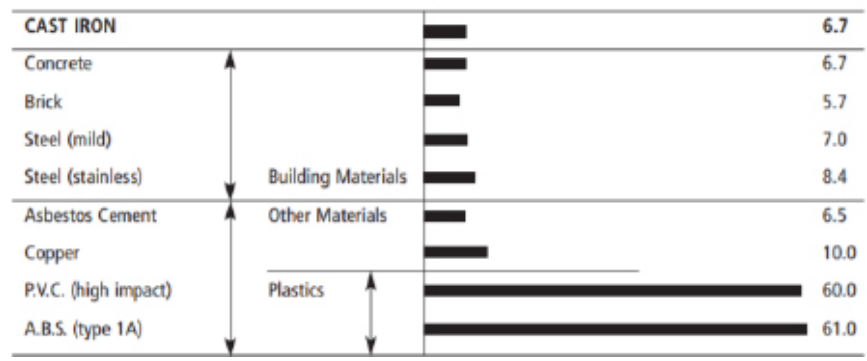 CAST IRON 6.7
Concrete 6.7
Brick 5.7
Steel (mild) 7.0
Steel (stainless) Building Materials 8.4
Asbestos Cement Other Materials 6.5
Copper 10.0
P.V.C. (high impact) Plastics 60.0
A.B.S. (type 1A) 61.0